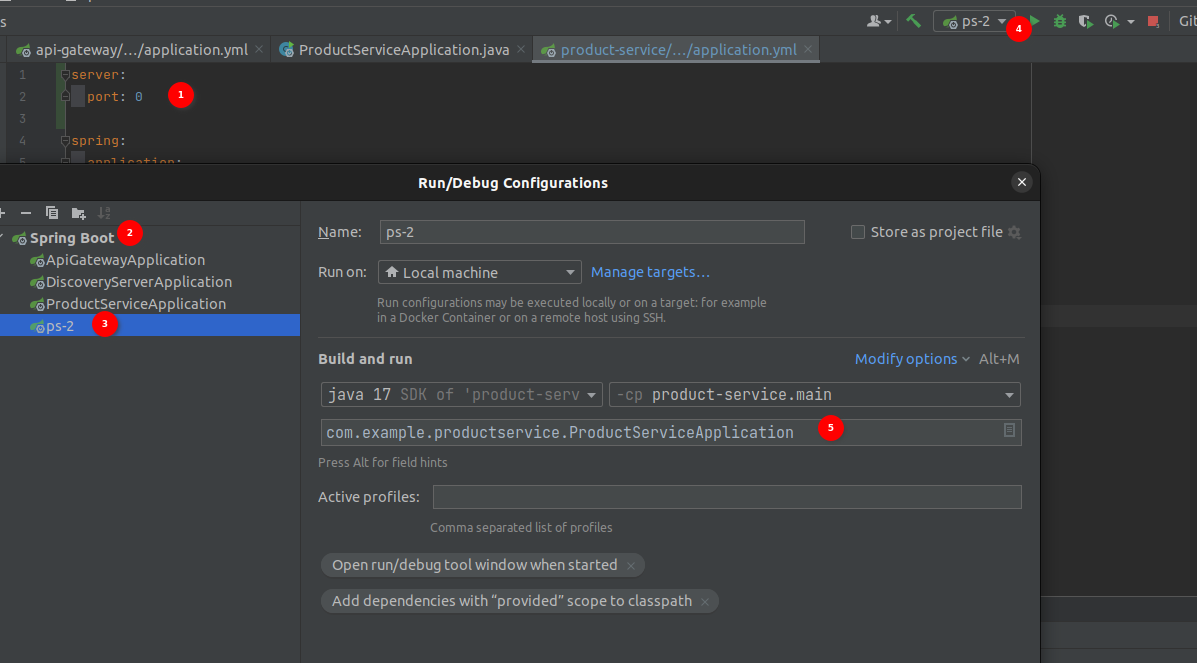 s
ps-2
4
Git
api-gateway/.../application.yml
ProductServiceApplication.java
product-service/.../application.yml
1 server:
2 port: 0
1
3
4 spring:
5 application:
Run/Debug Configurations
Spring Boot
2
ApiGatewayApplication
DiscoveryServerApplication
ProductServiceApplication
ps-2
3
Name: ps-2
Store as project file
Run on: Local machine
Manage targets...
Run configurations may be executed locally or on a target: for example
in a Docker Container or on a remote host using SSH.
Build and run
Modify options Alt+M
java 17 SDK of 'product-serv
-cp product-service.main
com.example.productservice.ProductServiceApplication
5
Press Alt for field hints
Active profiles:
Comma separated list of profiles
Open run/debug tool window when started
Add dependencies with “provided” scope to classpath